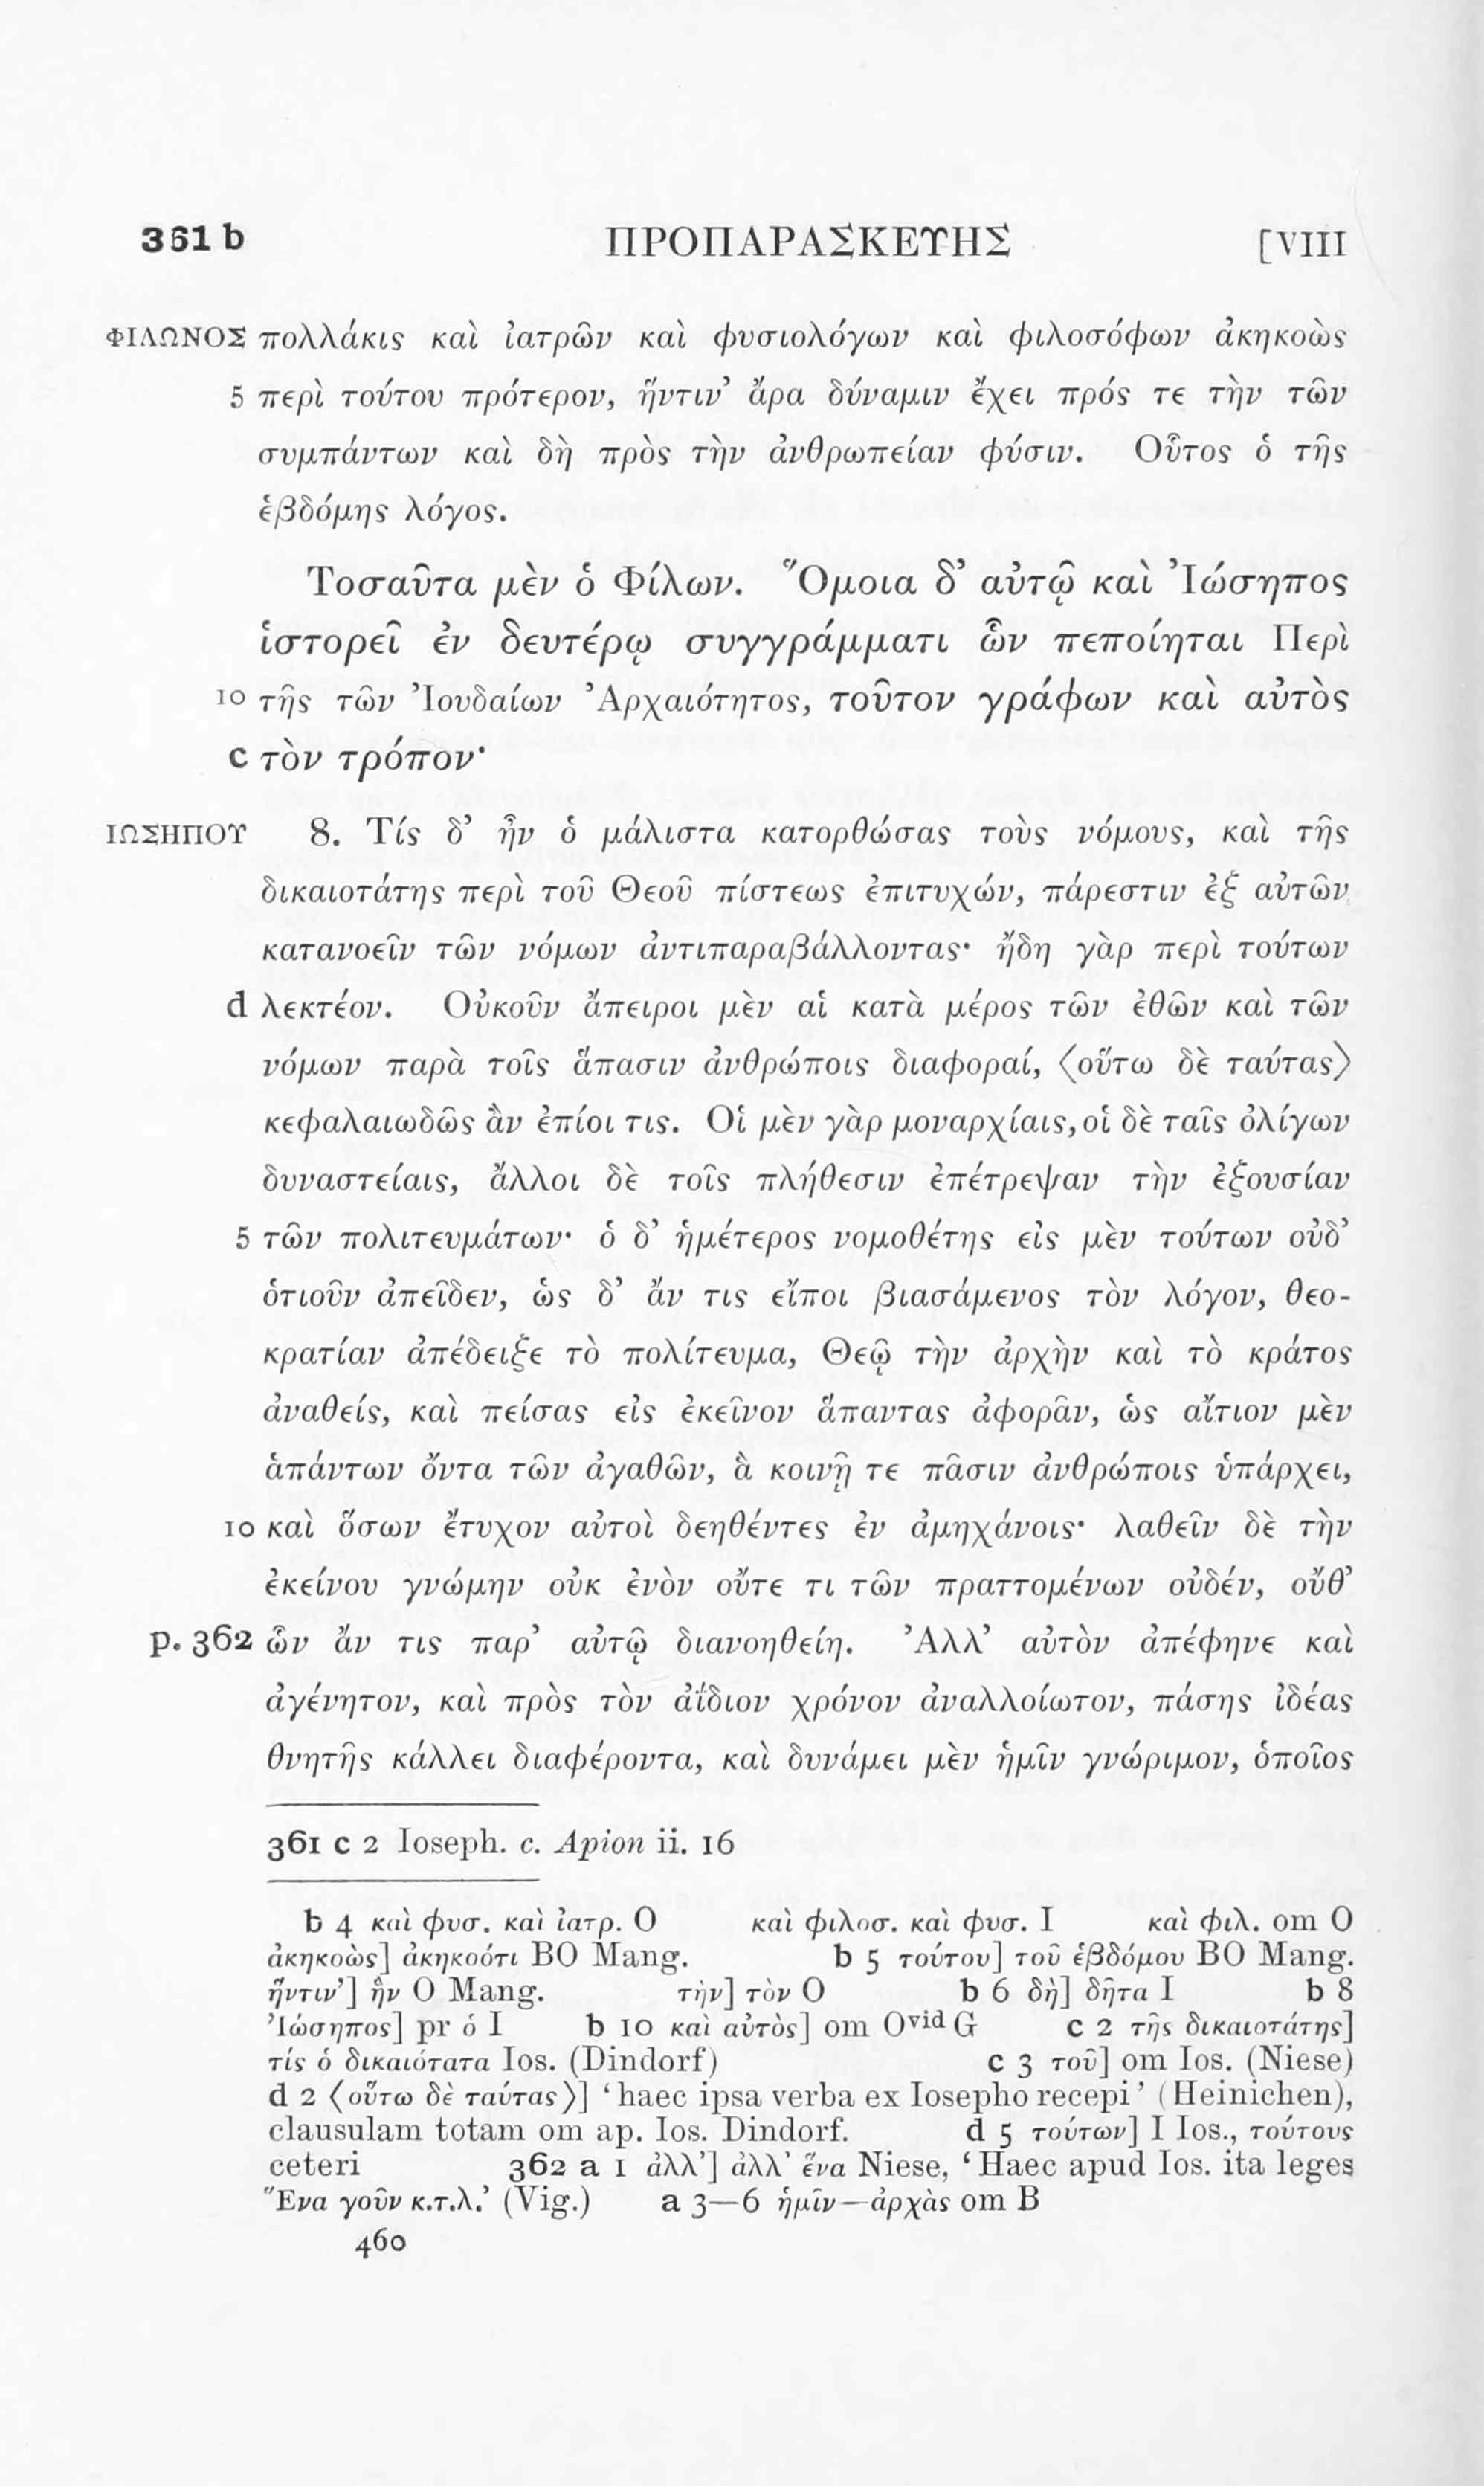 361 b ΠΡΟΠΑΡΑΣΚΕΥΗΣ [VIII
ΦΙΛΩΝΟΣ πολλάκις καὶ ἰατρῶν καὶ φυσιολόγων καὶ φιλοσόφων ἀκηκοὼς
5 περὶ τούτου πρότερον, ἥντιν’ ἄρα δύναμιν ἔχει πρός τε τὴν τῶν
συμπάντων καὶ δὴ πρὸς τὴν ἀνθρωπείαν φύσιν. Οὗτος ὁ τῆς
ἑβδόμης λόγος.
Τοσαῦτα μὲν ὁ Φίλων. Ὅμοια δ’ αὐτῷ καὶ Ἰώσηπος
ἱστορεῖ ἐν δευτέρῳ συγγράμματι ὧν πεποίηται Περὶ
10 τῆς τῶν Ἰουδαίων Ἀρχαιότητος, τοῦτον γράφων καὶ αὐτὸς
c τὸν τρόπον·
ΙΩΣΗΠΟΥ 8. Τίς δ’ ἦν ὁ μάλιστα κατορθώσας τοὺς νόμους, καὶ τῆς
δικαιοτάτης περὶ τοῦ Θεοῦ πίστεως ἐπιτυχών, πάρεστιν ἐξ αὐτῶν
κατανοεῖν τῶν νόμων ἀντιπαραβάλλοντας· ἤδη γὰρ περὶ τούτων
d λεκτέον. Οὐκοῦν ἄπειροι μὲν αἱ κατὰ μέρος τῶν ἐθῶν καὶ τῶν
νόμων παρὰ τοῖς ἅπασιν ἀνθρώποις διαφοραί, ⟨οὕτω δὲ ταύτας⟩
κεφαλαιωδῶς ἂν ἐπίοι τις. Οἱ μὲν γὰρ μοναρχίαις, οἱ δὲ ταῖς ὀλίγων
δυναστείαις, ἄλλοι δὲ τοῖς πλήθεσιν ἐπέτρεψαν τὴν ἐξουσίαν
5 τῶν πολιτευμάτων· ὁ δ’ ἡμέτερος νομοθέτης εἰς μὲν τούτων οὐδ’
ὁτιοῦν ἀπεῖδεν, ὡς δ’ ἄν τις εἴποι βιασάμενος τὸν λόγον, θεο-
κρατίαν ἀπέδειξε τὸ πολίτευμα, Θεῷ τὴν ἀρχὴν καὶ τὸ κράτος
ἀναθείς, καὶ πείσας εἰς ἐκεῖνον ἅπαντας ἀφορᾶν, ὡς αἴτιον μὲν
ἁπάντων ὄντα τῶν ἀγαθῶν, ἃ κοινῇ τε πᾶσιν ἀνθρώποις ὑπάρχει,
10 καὶ ὅσων ἔτυχον αὐτοὶ δεηθέντες ἐν ἀμηχάνοις· λαθεῖν δὲ τὴν
ἐκείνου γνώμην οὐκ ἐνὸν οὔτε τι τῶν πραττομένων οὐδέν, οὔθ’
p. 362 ὧν ἄν τις παρ’ αὐτῷ διανοηθείη. Ἀλλ’ αὐτὸν ἀπέφηνε καὶ
ἀγένητον, καὶ πρὸς τὸν ἀΐδιον χρόνον ἀναλλοίωτον, πάσης ἰδέας
θνητῆς κάλλει διαφέροντα, καὶ δυνάμει μὲν ἡμῖν γνώριμον, ὁποῖος
361 c 2 Ioseph. c. Apion ii. 16
b 4 καὶ φυσ. καὶ ἰατρ. O καὶ φιλοσ. καὶ φυσ. I καὶ φιλ. om O
ἀκηκοὼς] ἀκηκοότι BO Mang. b 5 τούτου] τοῦ ἑβδόμου BO Mang.
ἥντιν’] ἣν O Mang. τὴν] τὸν O b 6 δὴ] δῆτα I b 8
Ἰώσηπος] pr ὁ I b 10 καὶ αὐτὸς] om Oᵛⁱᵈ G c 2 τῆς δικαιοτάτης]
τίς ὁ δικαιότατα Ios. (Dindorf) c 3 τοῦ] om Ios. (Niese)
d 2 ⟨οὕτω δὲ ταύτας⟩] ‘haec ipsa verba ex Iosepho recepi’ (Heinichen),
clausulam totam om ap. Ios. Dindorf. d 5 τούτων] I Ios., τούτους
ceteri 362 a 1 ἀλλ’] ἀλλ’ ἕνα Niese, ‘Haec apud Ios. ita leges
Ἕνα γοῦν κ.τ.λ.’ (Vig.) a 3—6 ἡμῖν—ἀρχὰς om B
460